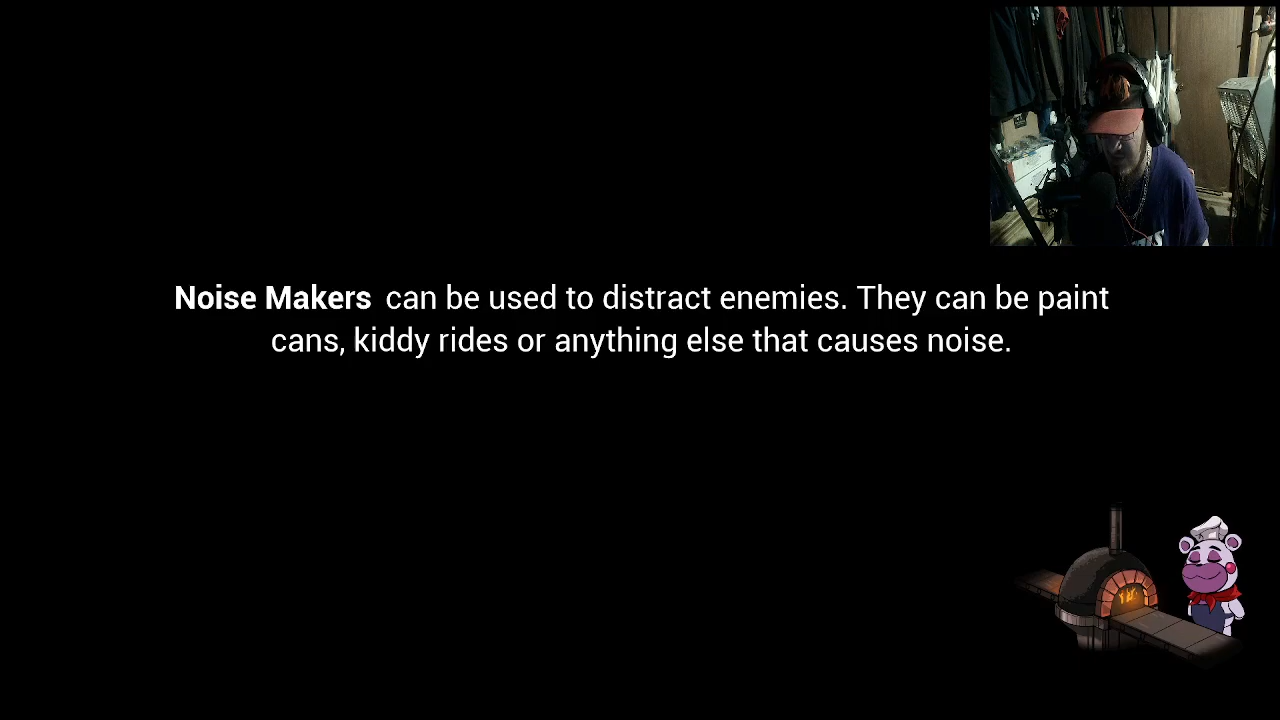 Noise Makers can be used to distract enemies. They can be paint
cans, kiddy rides or anything else that causes noise.